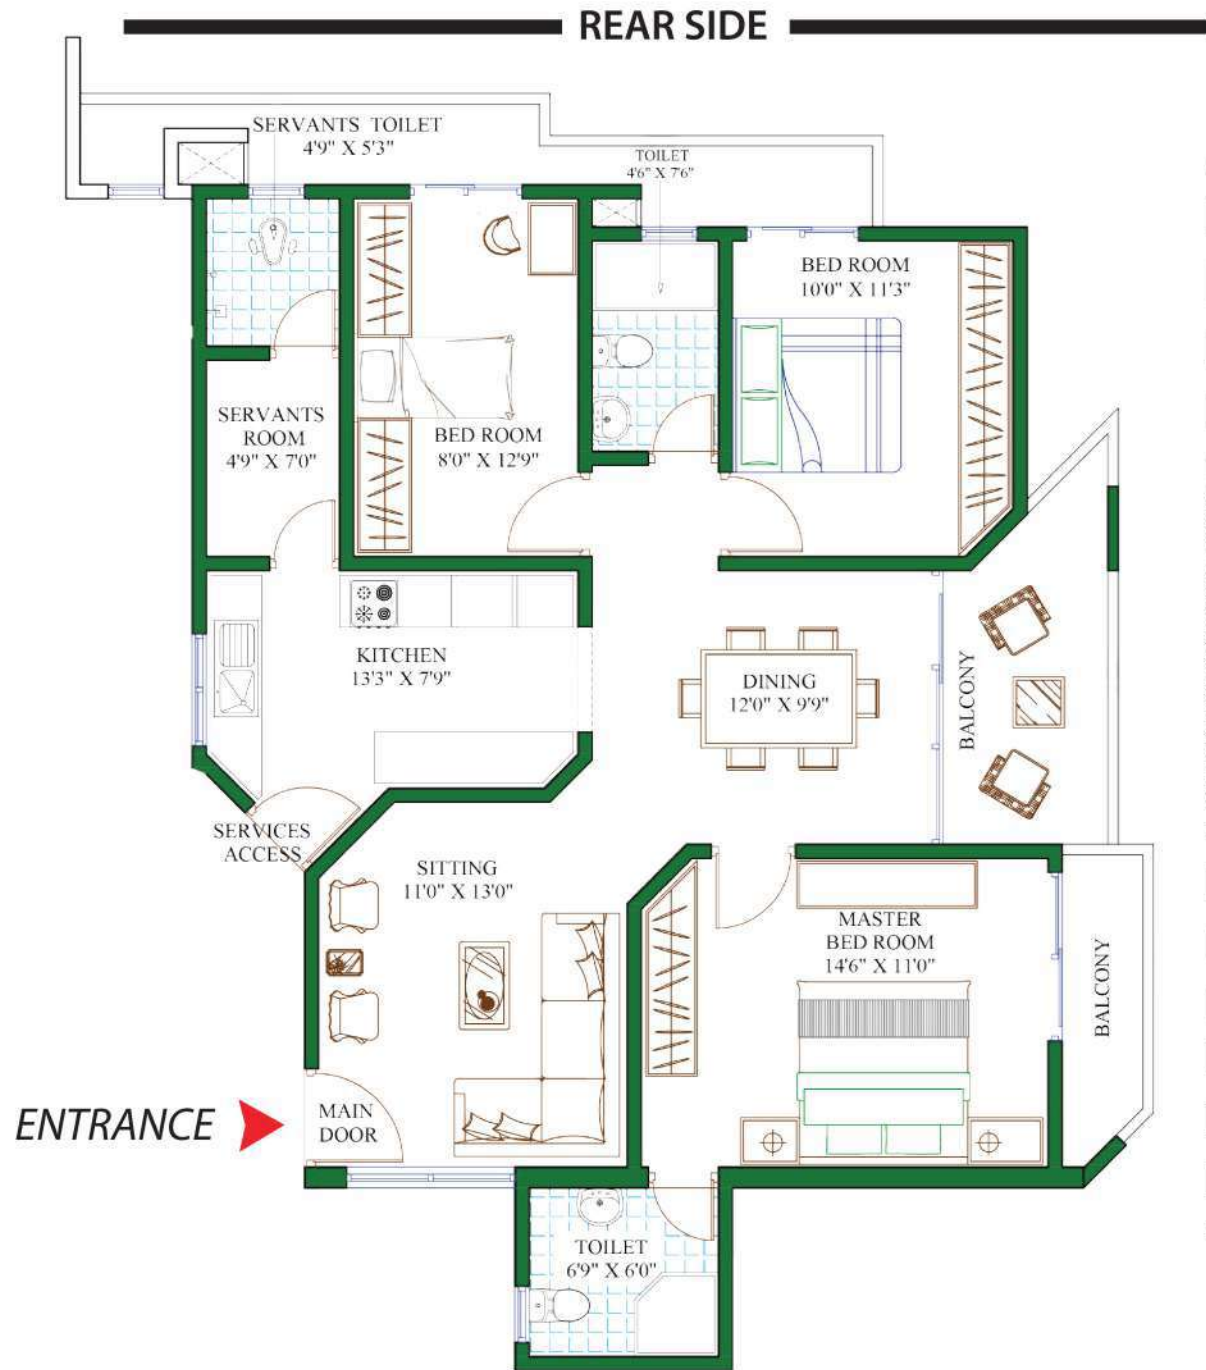 REAR SIDE
SERVANTS TOILET
4'9" X 5'3"
TOILET
4'6" X 7'6"
BED ROOM
10'0" X 11'3"
SERVANTS
ROOM
4'9" X 7'0"
BED ROOM
8'0" X 12'9"
KITCHEN
13'3" X 7'9"
DINING
12'0" X 9'9"
BALCONY
SERVICES
ACCESS
SITTING
11'0" X 13'0"
MASTER
BED ROOM
14'6" X 11'0"
BALCONY
ENTRANCE
MAIN
DOOR
TOILET
6'9" X 6'0"